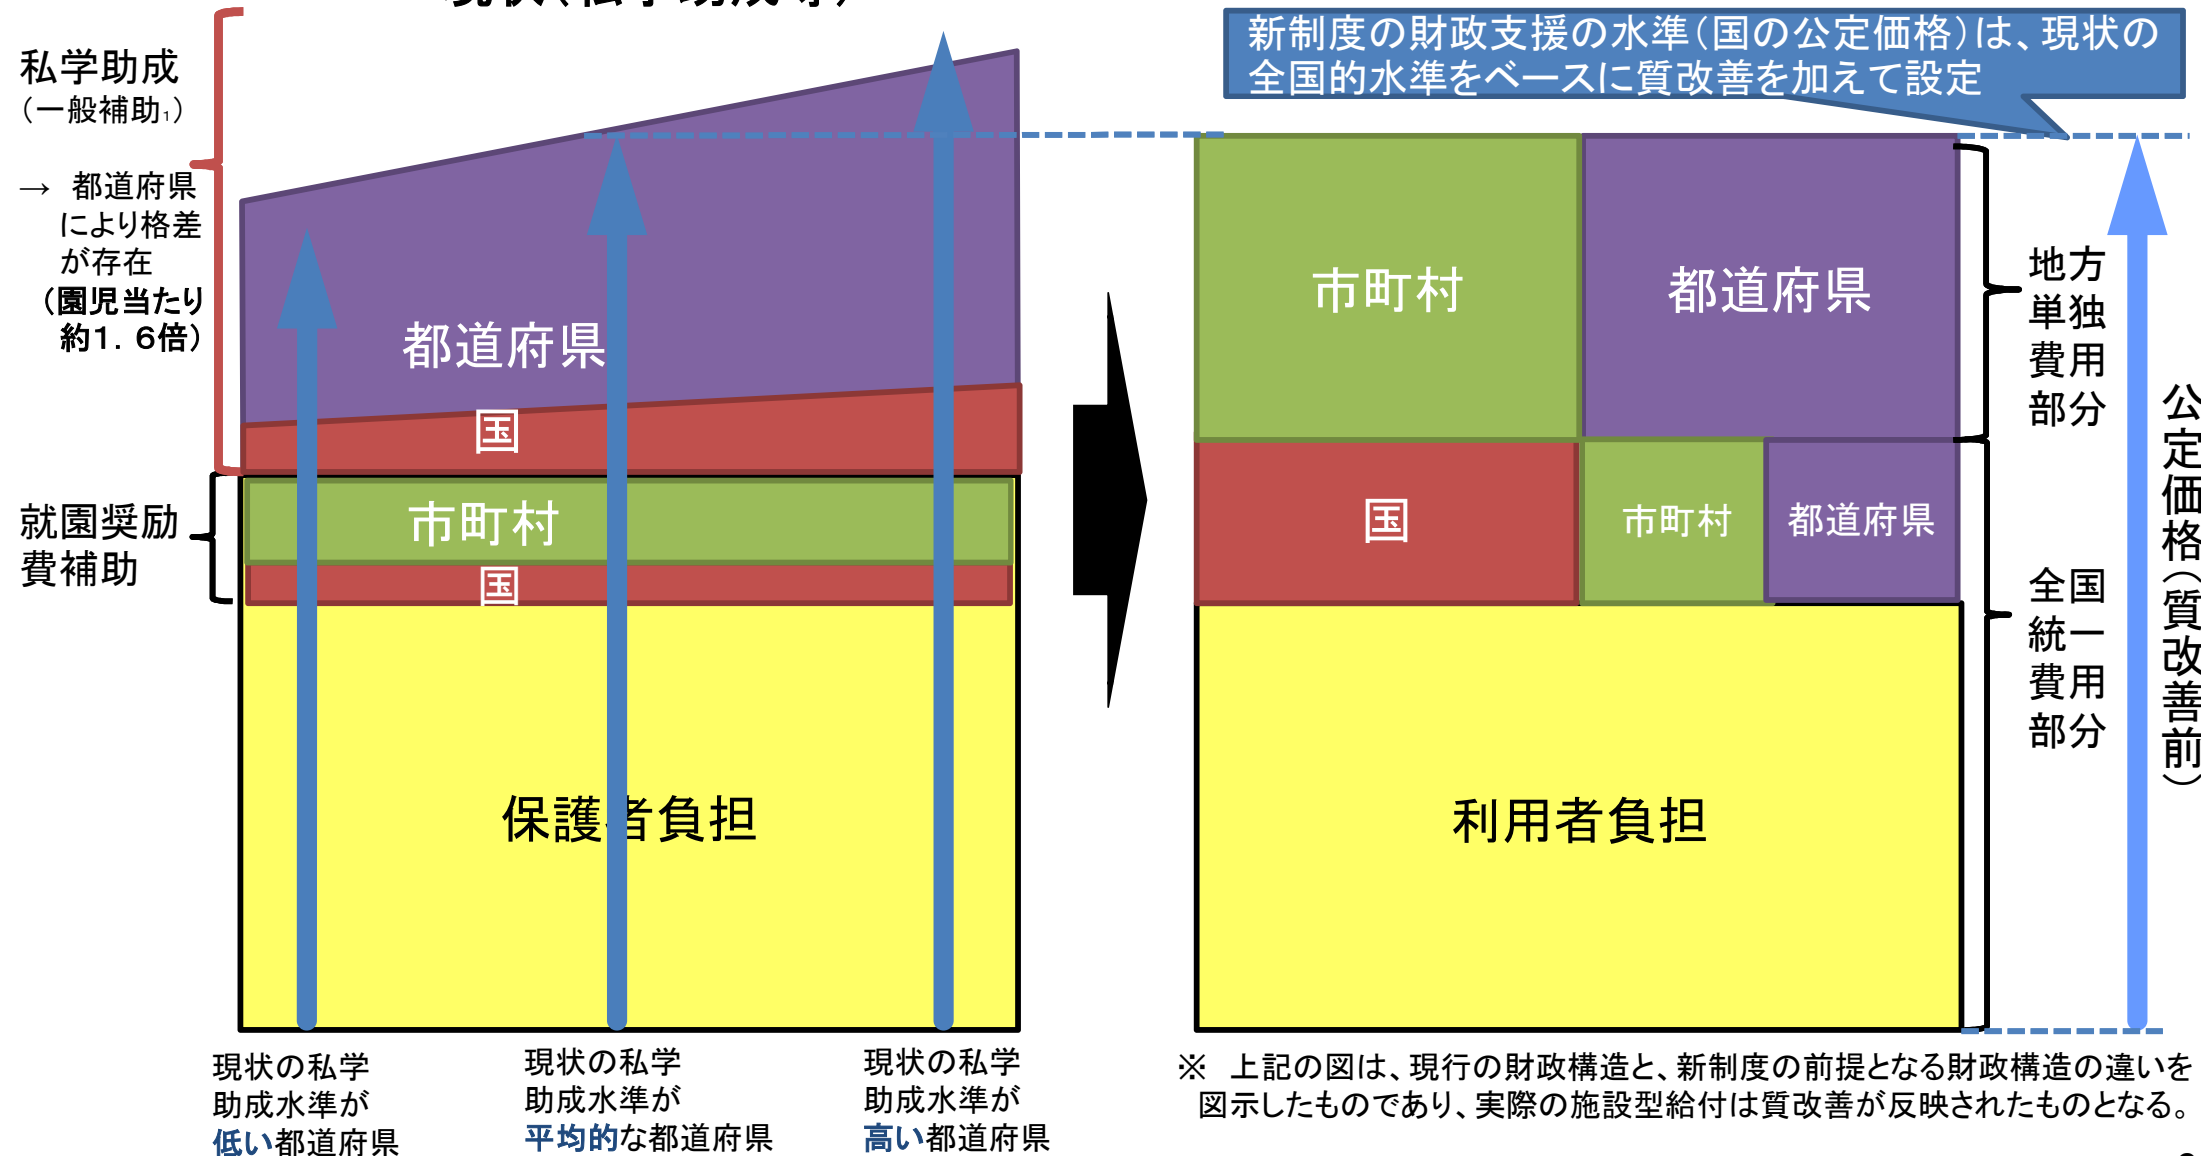 現状(私学助成等)
新制度の財政支援の水準(国の公定価格)は、現状の
全国的水準をベースに質改善を加えて設定
私学助成
(一般補助1)
→ 都道府県
により格差
が存在
(園児当たり
約1.6倍)
都道府県
国
就園奨励
費補助
市町村
国
保護者負担
現状の私学
助成水準が
低い都道府県
現状の私学
助成水準が
平均的な都道府県
現状の私学
助成水準が
高い都道府県
市町村
都道府県
国
市町村
都道府県
利用者負担
地方
単独
費用
部分
全国
統一
費用
部分
公定価格(質改善前)
※ 上記の図は、現行の財政構造と、新制度の前提となる財政構造の違いを
図示したものであり、実際の施設型給付は質改善が反映されたものとなる。